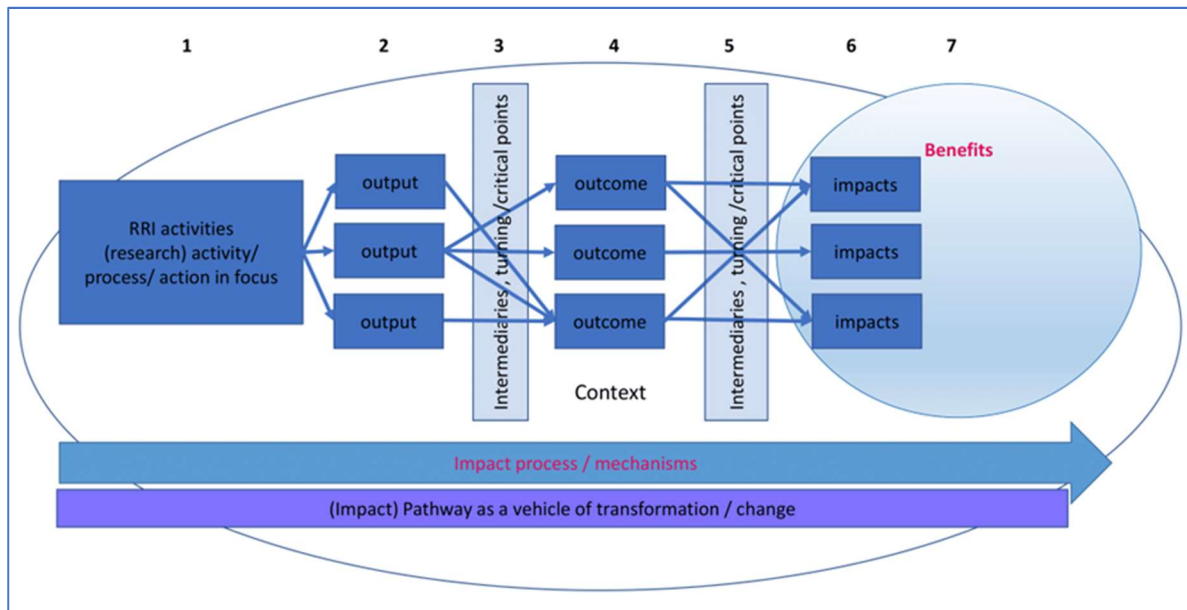 1 2 3 4 5 6 7
Benefits
RRI activities
(research) activity/
process/ action in focus
output
output
output
Intermediaries , turning /critical points
outcome
outcome
outcome
Intermediaries , turning /critical points
impacts
impacts
impacts
Context
Impact process / mechanisms
(Impact) Pathway as a vehicle of transformation / change